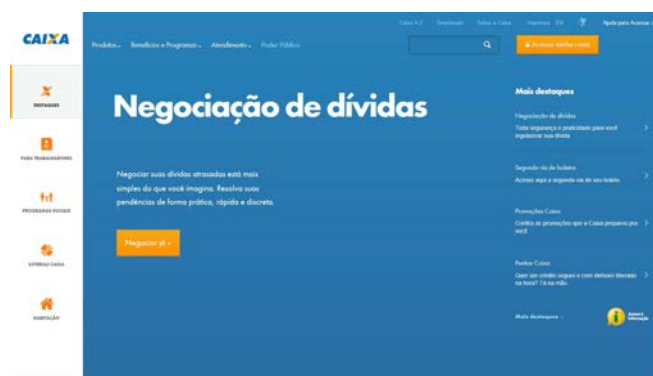 CAIXA
Caixa A-Z Downloads Sobre a Caixa Imprensa EN Ajuda para Acessar
Produtos Benefícios e Programas Atendimento Poder Público
Acessar minha conta
DESTAQUES
PARA TRABALHADORES
PROGRAMAS SOCIAIS
LOTERIAS CAIXA
HABITAÇÃO
Negociação de dívidas
Negociar suas dívidas atrasadas está mais
simples do que você imagina. Resolva suas
pendências de forma prática, rápida e discreta.
Negociar já
Mais destaques
Negociação de dívidas
Toda segurança e praticidade para você
regularizar sua dívida.
Segunda via de boleto
Acesse aqui a segunda via do seu boleto.
Promoções Caixa
Confira as promoções que a Caixa preparou pra
você.
Penhor Caixa
Quer um crédito seguro e com dinheiro liberado
na hora? Tá na mão.
Mais destaques
Acesso à
Informação